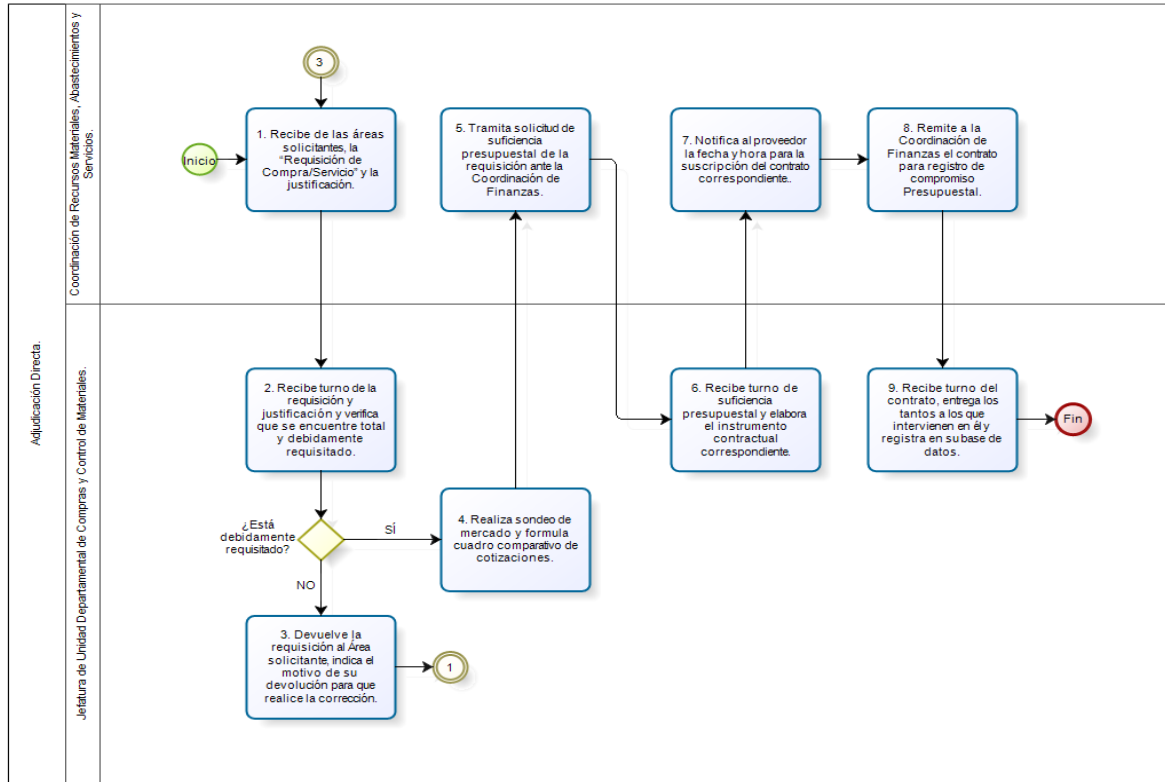 Adjudicación Directa.
Coordinación de Recursos Materiales, Abastecimientos y
Servicios.
3
Inicio
1. Recibe de las áreas
solicitantes, la
“Requisición de
Compra/Servicio” y la
justificación.
5. Tramita solicitud de
suficiencia
presupuestal de la
requisición ante la
Coordinación de
Finanzas.
7. Notifica al proveedor
la fecha y hora para la
suscripción del contrato
correspondiente..
8. Remite a la
Coordinación de
Finanzas el contrato
para registro de
compromiso
Presupuestal.
Jefatura de Unidad Departamental de Compras y Control de Materiales.
2. Recibe turno de la
requisición y
justificación y verifica
que se encuentre total
y debidamente
requisitado.
6. Recibe turno de
suficiencia
presupuestal y elabora
el instrumento
contractual
correspondiente.
9. Recibe turno del
contrato, entrega los
tantos a los que
intervienen en él y
registra en su base de
datos.
Fin
¿Está
debidamente
requisitado?
SÍ
4. Realiza sondeo de
mercado y formula
cuadro comparativo de
cotizaciones.
NO
3. Devuelve la
requisición al Área
solicitante, indica el
motivo de su
devolución para que
realice la corrección.
1